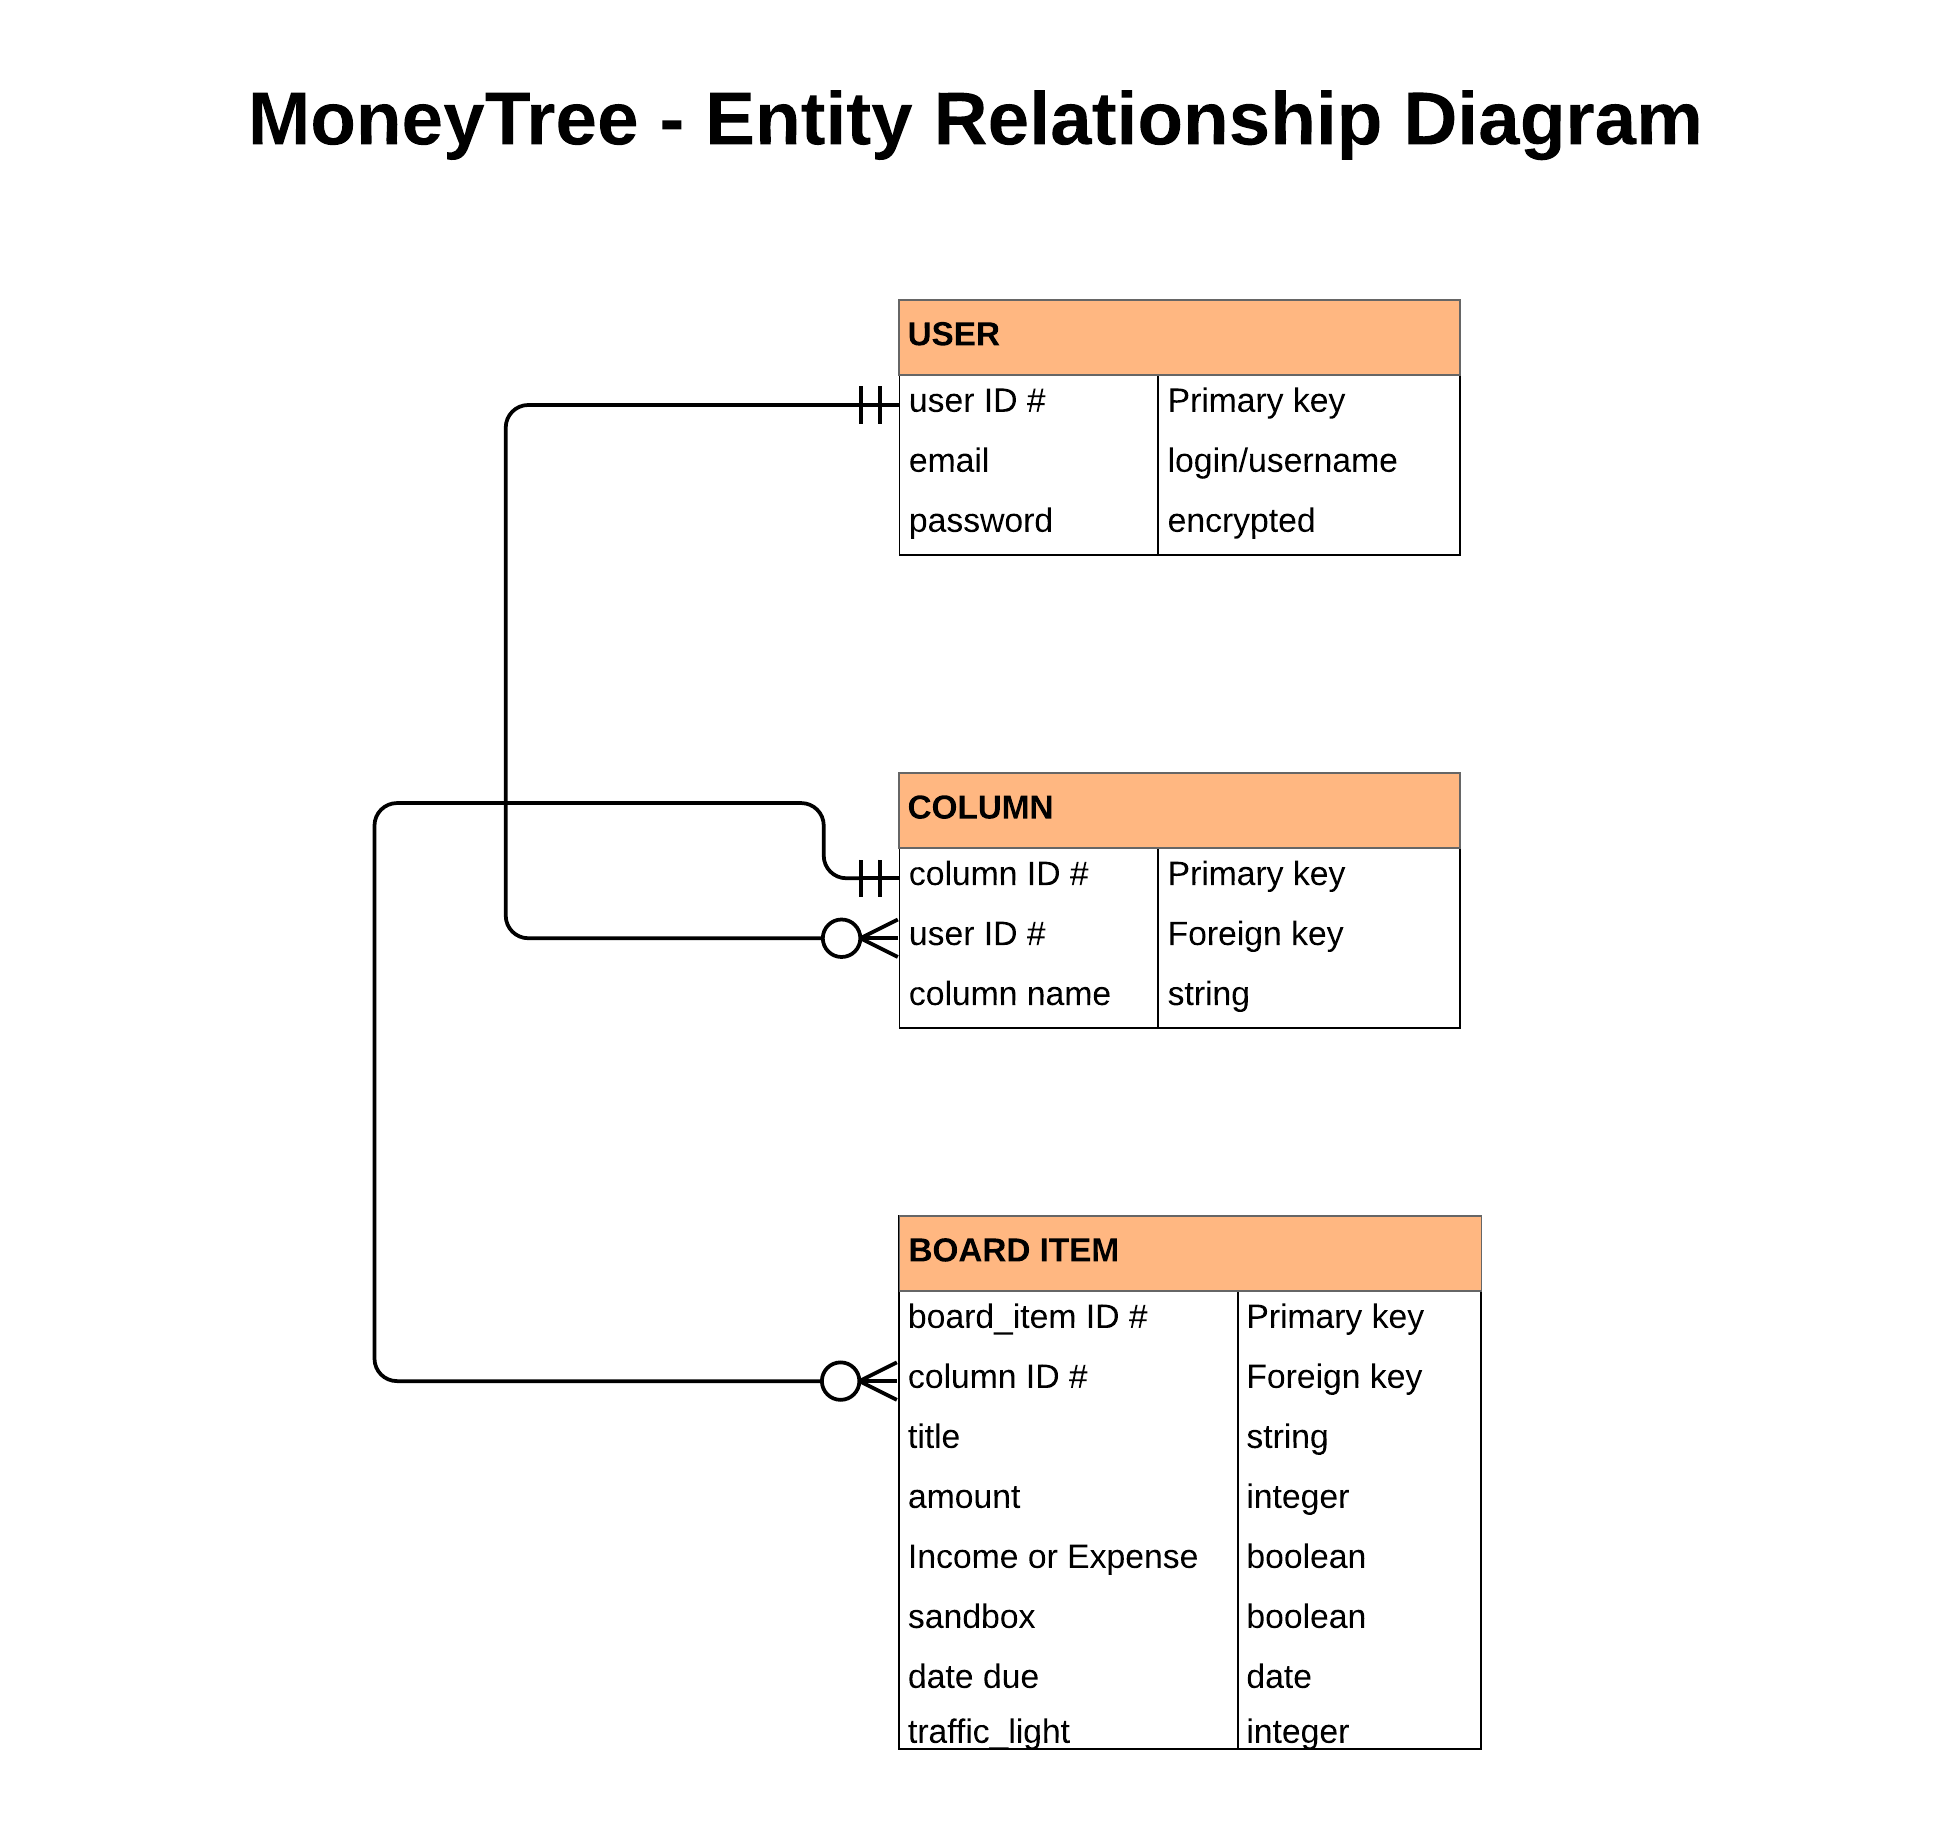 MoneyTree - Entity Relationship Diagram
USER
user ID # Primary key
email login/username
password encrypted
COLUMN
column ID # Primary key
user ID # Foreign key
column name string
BOARD ITEM
board_item ID # Primary key
column ID # Foreign key
title string
amount integer
Income or Expense boolean
sandbox boolean
date due date
traffic_light integer